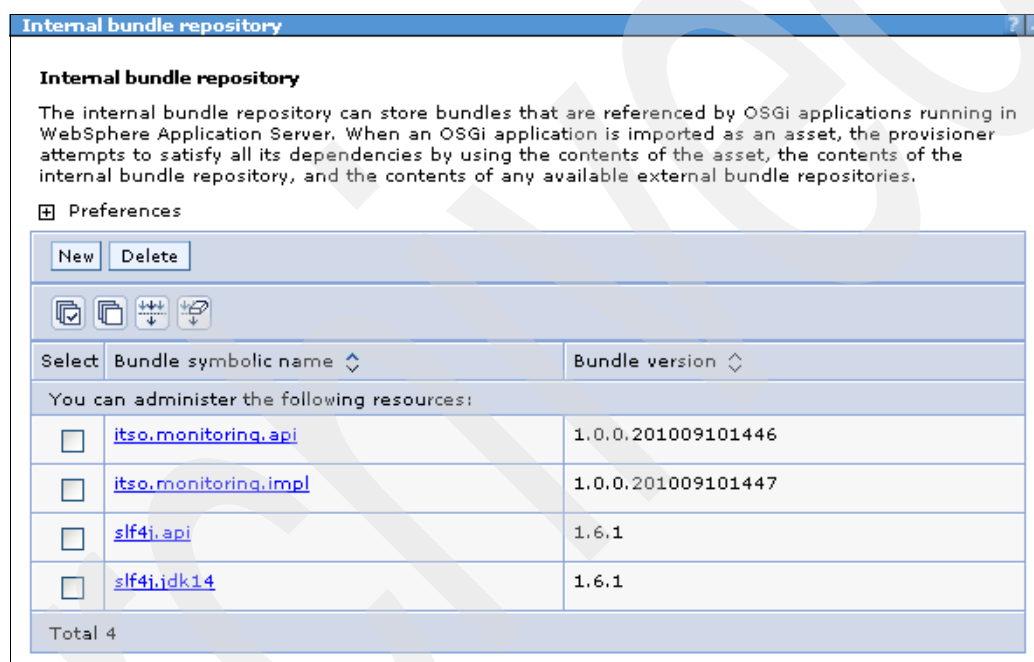 Internal bundle repository ?
Internal bundle repository
The internal bundle repository can store bundles that are referenced by OSGi applications running in
WebSphere Application Server. When an OSGi application is imported as an asset, the provisioner
attempts to satisfy all its dependencies by using the contents of the asset, the contents of the
internal bundle repository, and the contents of any available external bundle repositories.
Preferences
New Delete
Select Bundle symbolic name Bundle version
You can administer the following resources:
itso.monitoring.api 1.0.0.201009101446
itso.monitoring.impl 1.0.0.201009101447
slf4j.api 1.6.1
slf4j.jdk14 1.6.1
Total 4